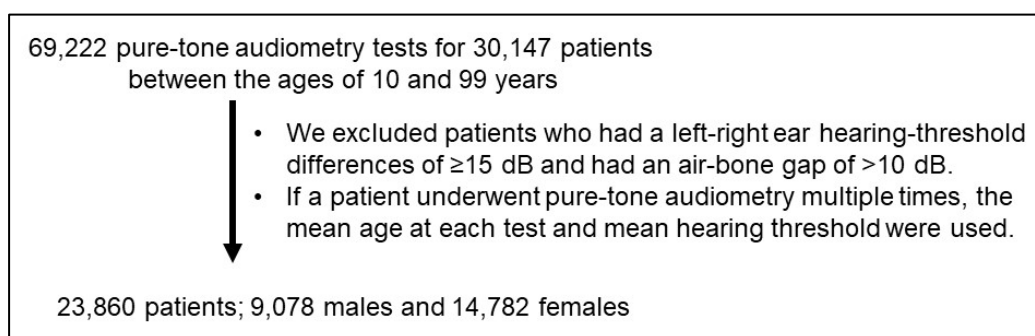 69,222 pure-tone audiometry tests for 30,147 patients
between the ages of 10 and 99 years
• We excluded patients who had a left-right ear hearing-threshold
differences of ≥15 dB and had an air-bone gap of >10 dB.
• If a patient underwent pure-tone audiometry multiple times, the
mean age at each test and mean hearing threshold were used.
23,860 patients; 9,078 males and 14,782 females